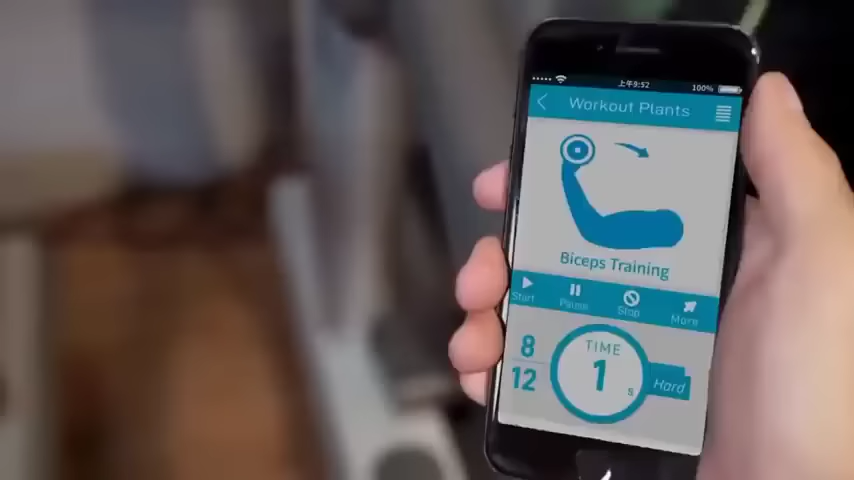 上午9:52 100%
Workout Plants
Biceps Training
Start Pause Stop More
8
12
TIME
1 s
Hard